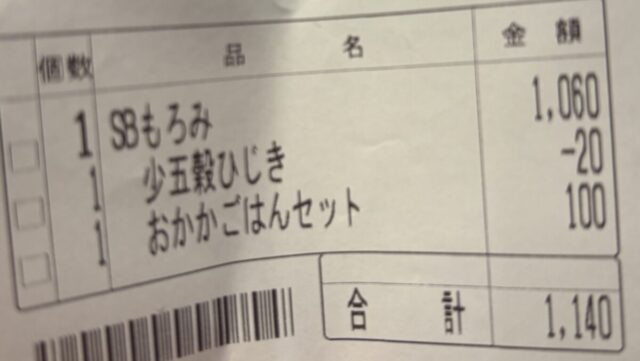 個数 品名 金額
1 SBもろみ 1,060
1 少五穀ひじき -20
1 おかかごはんセット 100
合計 1,140